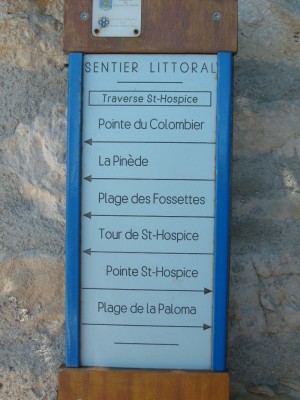 SENTIER LITTORAL
Traverse St-Hospice
Pointe du Colombier
La Pinède
Plage des Fossettes
Tour de St-Hospice
Pointe St-Hospice
Plage de la Paloma